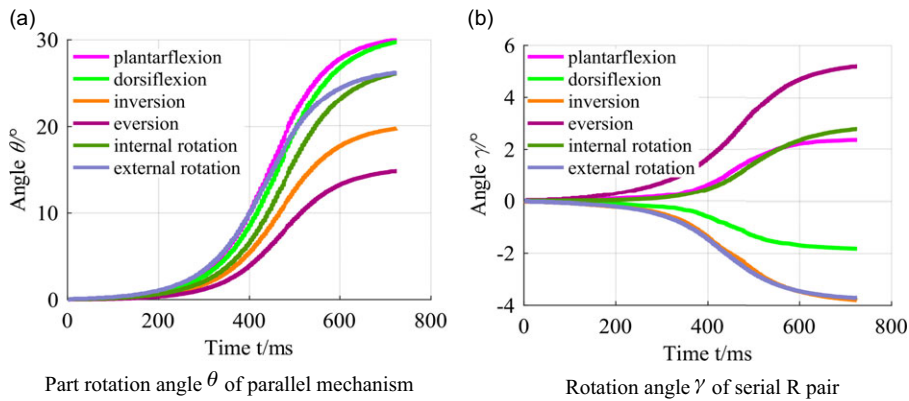 (a)
30
20
10
0
Angle θ/°
plantarflexion
dorsiflexion
inversion
eversion
internal rotation
external rotation
0 200 400 600 800
Time t/ms
Part rotation angle θ of parallel mechanism
(b)
6
4
2
0
-2
-4
Angle γ/°
plantarflexion
dorsiflexion
inversion
eversion
internal rotation
external rotation
0 200 400 600 800
Time t/ms
Rotation angle γ of serial R pair